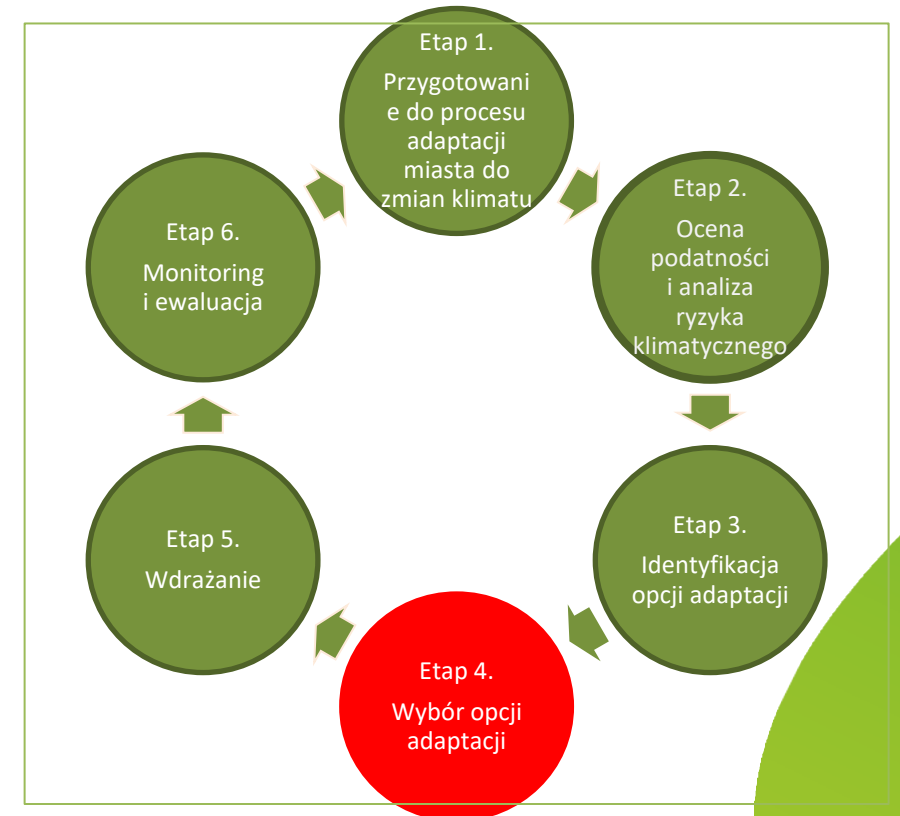 Etap 1.
Przygotowani
e do procesu
adaptacji
miasta do
zmian klimatu
Etap 2.
Ocena
podatności
i analiza
ryzyka
klimatycznego
Etap 3.
Identyfikacja
opcji adaptacji
Etap 4.
Wybór opcji
adaptacji
Etap 5.
Wdrażanie
Etap 6.
Monitoring
i ewaluacja